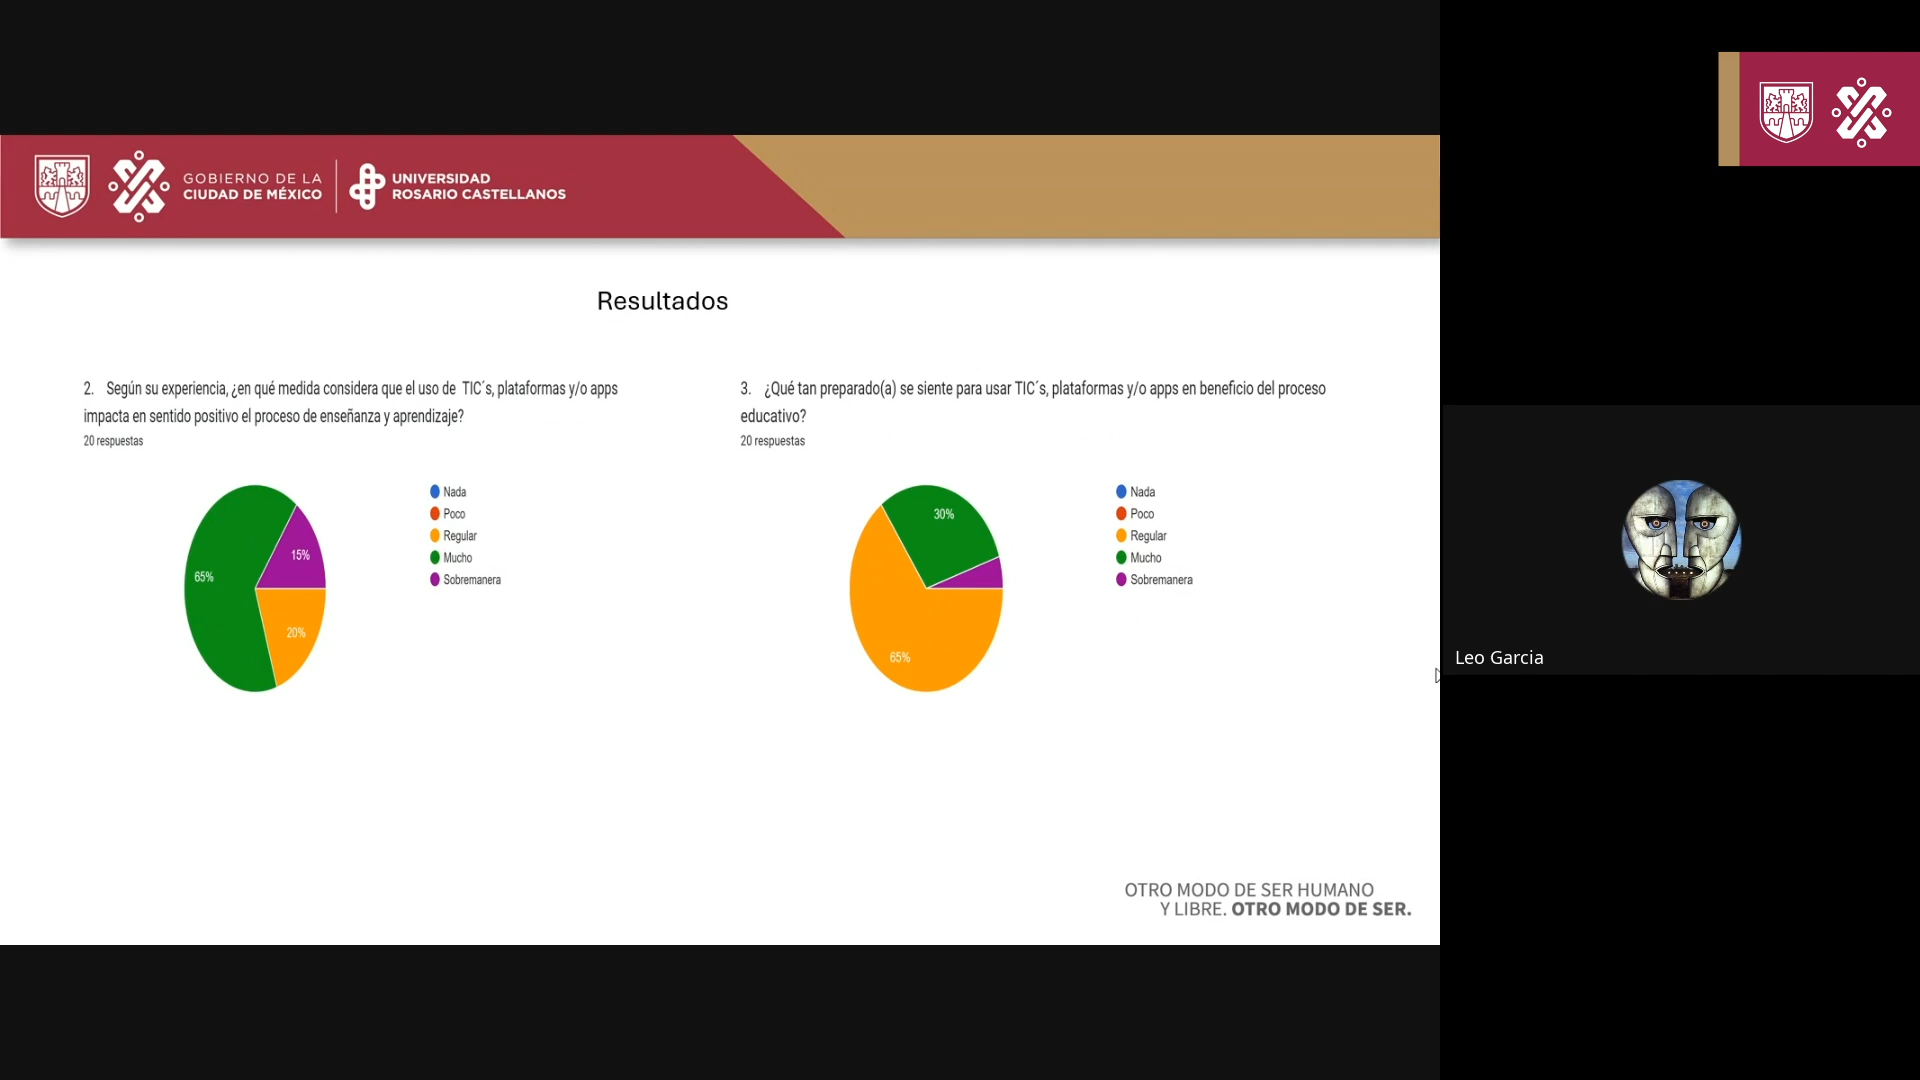 GOBIERNO DE LA
CIUDAD DE MÉXICO
UNIVERSIDAD
ROSARIO CASTELLANOS
Resultados
2. Según su experiencia, ¿en qué medida considera que el uso de TIC´s, plataformas y/o apps
impacta en sentido positivo el proceso de enseñanza y aprendizaje?
20 respuestas
65%
15%
20%
Nada
Poco
Regular
Mucho
Sobremanera
3. ¿Qué tan preparado(a) se siente para usar TIC´s, plataformas y/o apps en beneficio del proceso
educativo?
20 respuestas
30%
65%
Nada
Poco
Regular
Mucho
Sobremanera
OTRO MODO DE SER HUMANO
Y LIBRE. OTRO MODO DE SER.
Leo Garcia